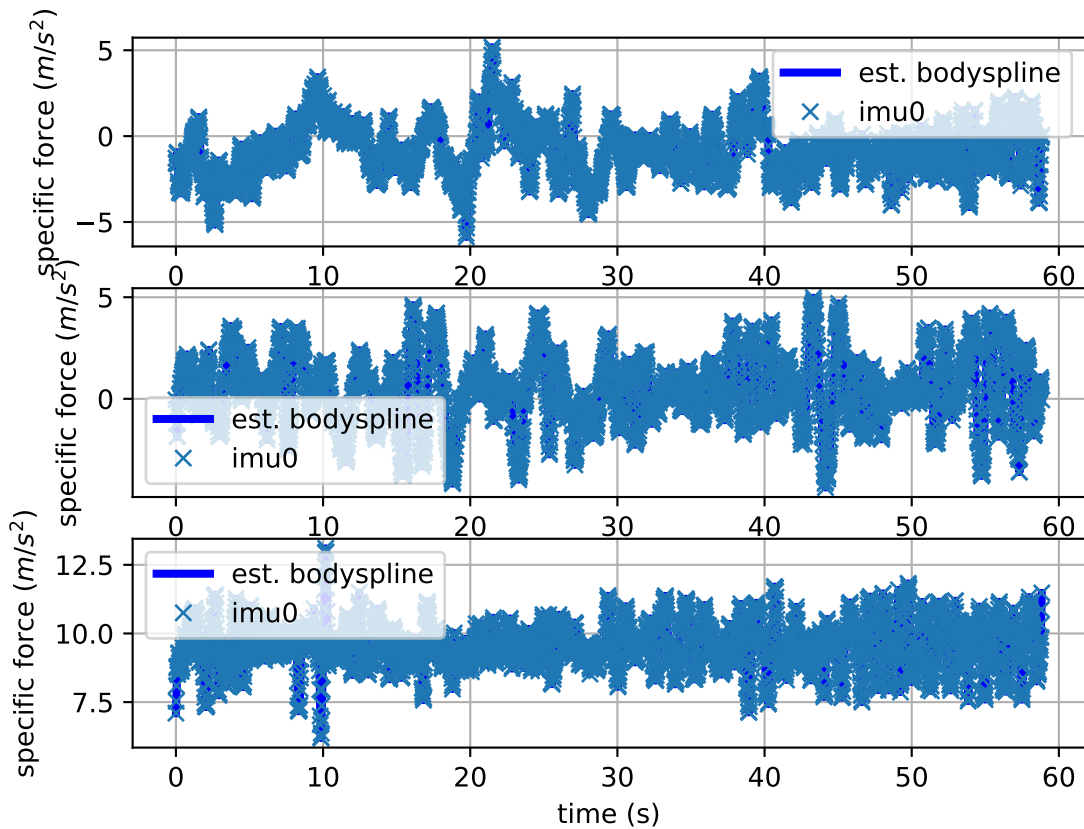 specific force (m/s²)
5
0
−5
est. bodyspline
imu0
0 10 20 30 40 50 60
specific force (m/s²)
5
0
est. bodyspline
imu0
0 10 20 30 40 50 60
specific force (m/s²)
12.5
10.0
7.5
est. bodyspline
imu0
0 10 20 30 40 50 60
time (s)